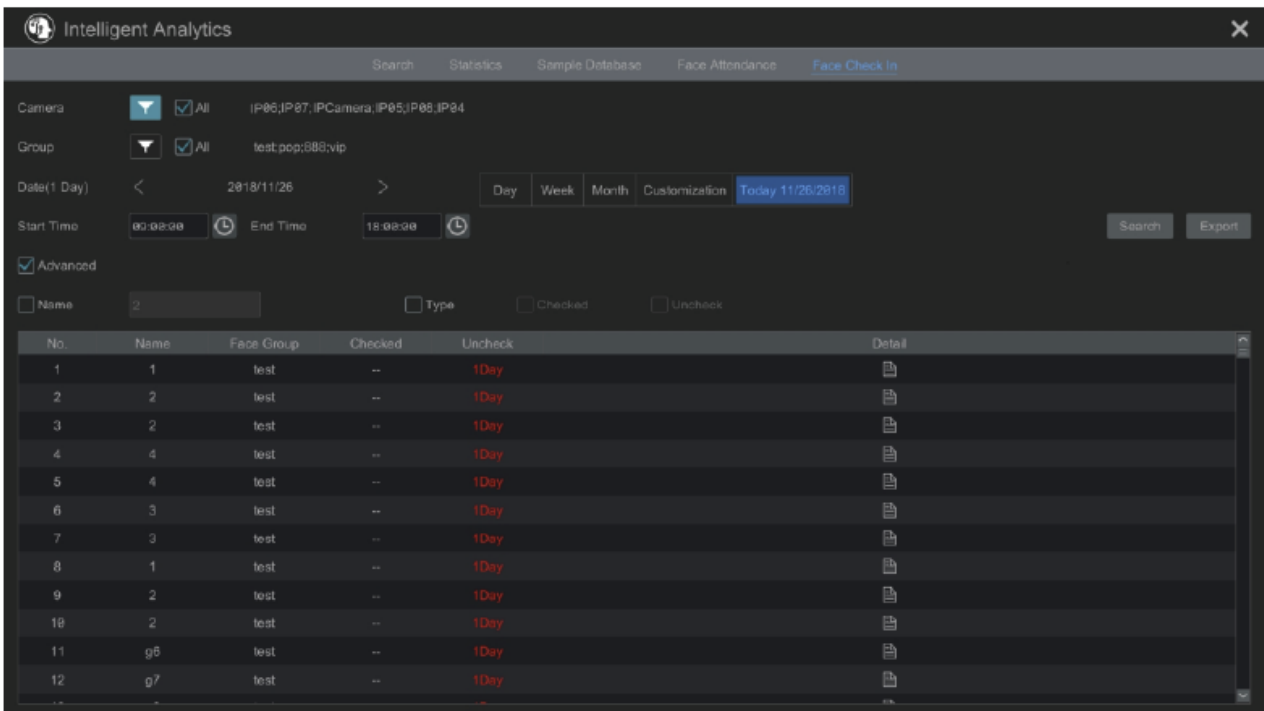 Intelligent Analytics
Search Statistics Sample Database Face Attendance Face Check In
Camera All IP06;IP07;IPCamera;IP05;IP08;IP04
Group All test;pop;888;vip
Date(1 Day) < 2018/11/26 > Day Week Month Customization Today 11/26/2018
Start Time 00:00:00 End Time 18:00:00 Search Export
Advanced
Name 2 Type Checked Uncheck
No. Name Face Group Checked Uncheck Detail
1 1 test -- 1Day
2 2 test -- 1Day
3 2 test -- 1Day
4 4 test -- 1Day
5 4 test -- 1Day
6 3 test -- 1Day
7 3 test -- 1Day
8 1 test -- 1Day
9 2 test -- 1Day
10 2 test -- 1Day
11 g6 test -- 1Day
12 g7 test -- 1Day